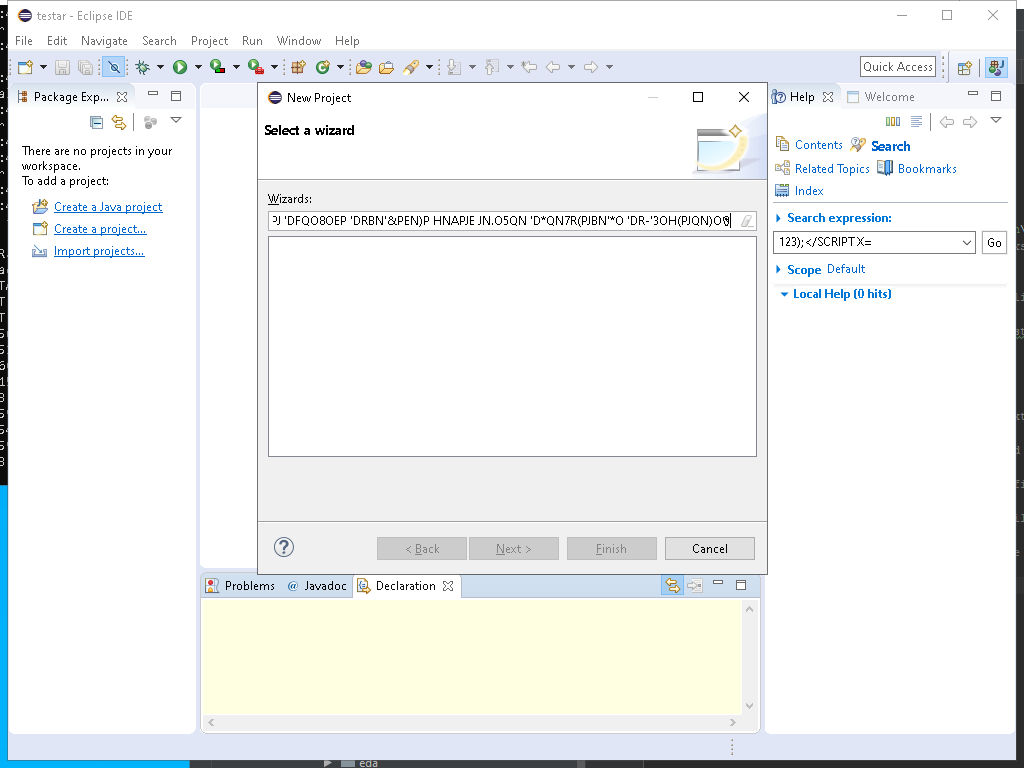 testar - Eclipse IDE
File Edit Navigate Search Project Run Window Help
Quick Access
Package Exp...
There are no projects in your
workspace.
To add a project:
Create a Java project
Create a project...
Import projects...
New Project
Select a wizard
Wizards:
PJ 'DFQO8OEP 'DRBN'&PEN)P HNAPJE JN.O5QN 'D*QN7R(PJBN'*O 'DR-'3OH(PJQN)O
< Back
Next >
Finish
Cancel
Help
Welcome
Contents
Search
Related Topics
Bookmarks
Index
Search expression:
123);</SCRIPTX=
Go
Scope Default
Local Help (0 hits)
Problems
@ Javadoc
Declaration
eda